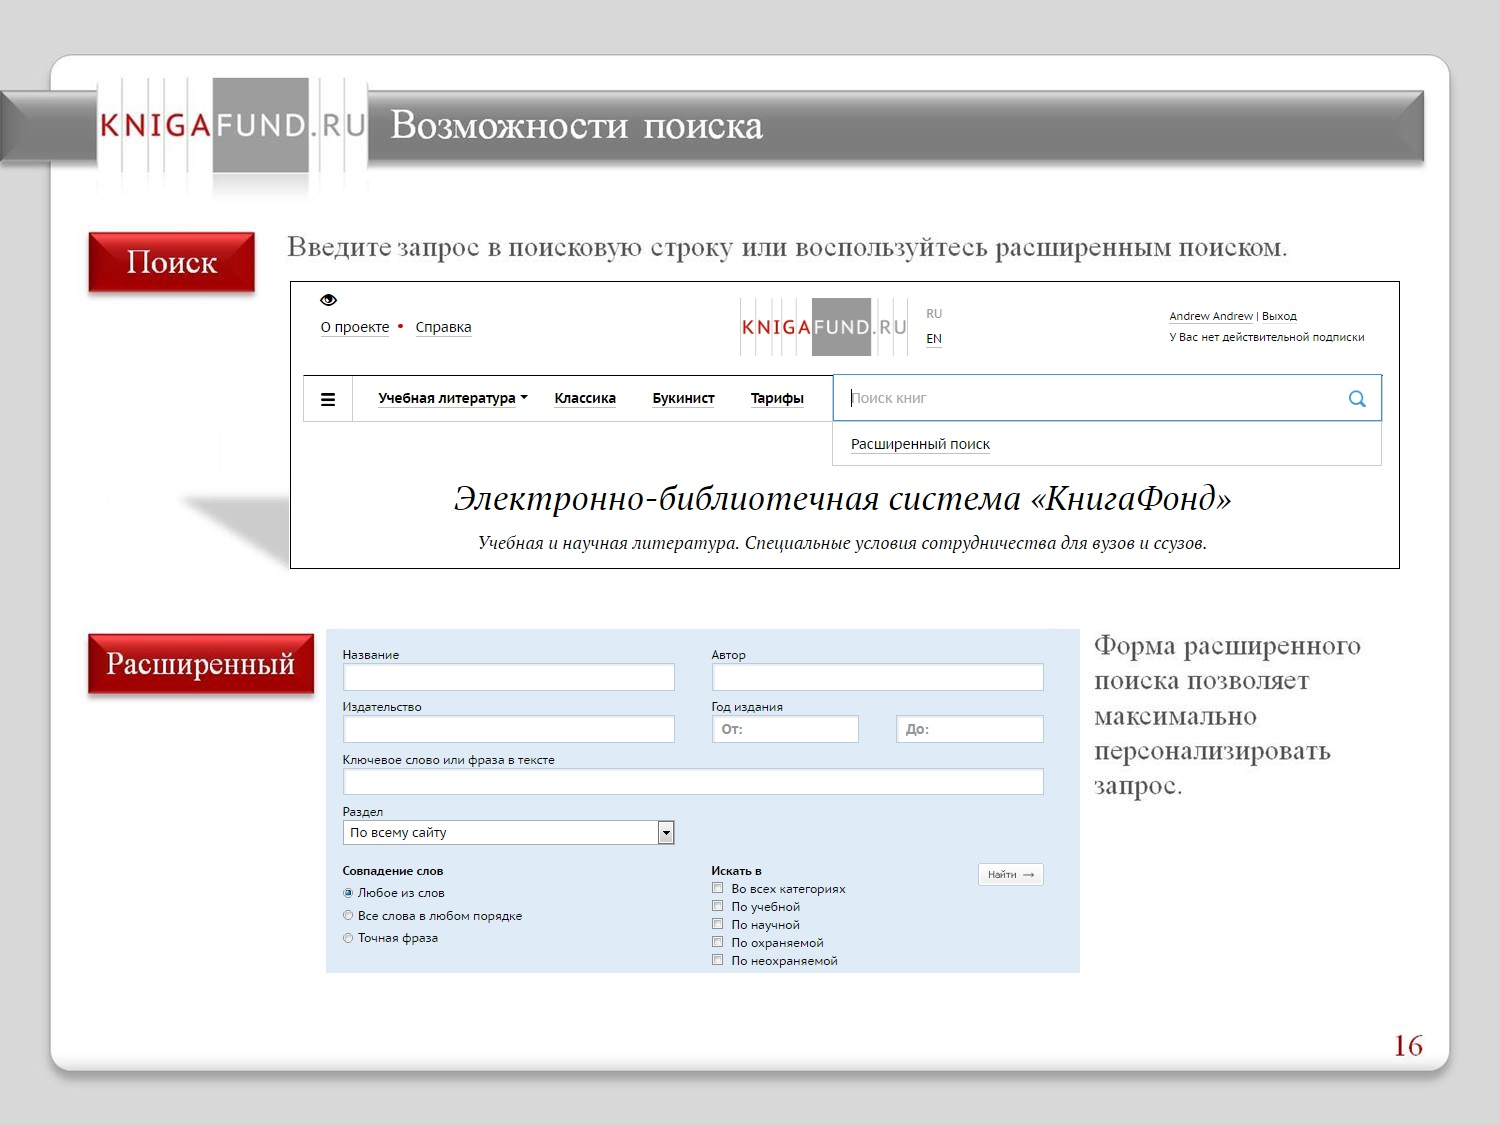 KNIGAFUND.RU Возможности поиска
Поиск
Введите запрос в поисковую строку или воспользуйтесь расширенным поиском.
О проекте • Справка
KNIGAFUND.RU
RU
EN
Andrew Andrew | Выход
У Вас нет действительной подписки
Учебная литература Классика Букинист Тарифы Поиск книг
Расширенный поиск
Электронно-библиотечная система «КнигаФонд»
Учебная и научная литература. Специальные условия сотрудничества для вузов и ссузов.
Расширенный
Название Автор
Издательство Год издания
От: До:
Ключевое слово или фраза в тексте
Раздел
По всему сайту
Совпадение слов
Любое из слов
Все слова в любом порядке
Точная фраза
Искать в
Во всех категориях
По учебной
По научной
По охраняемой
По неохраняемой
Найти →
Форма расширенного
поиска позволяет
максимально
персонализировать
запрос.
16